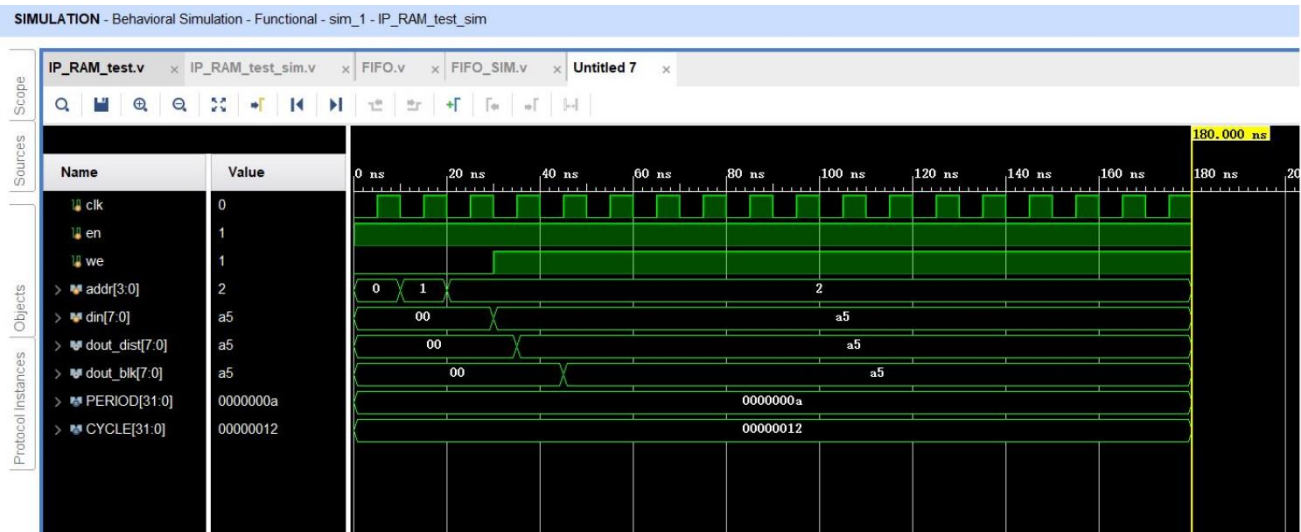 SIMULATION - Behavioral Simulation - Functional - sim_1 - IP_RAM_test_sim
IP_RAM_test.v × IP_RAM_test_sim.v × FIFO.v × FIFO_SIM.v × Untitled 7 ×
Scope
Sources
Objects
Protocol Instances
180.000 ns
Name Value 0 ns 20 ns 40 ns 60 ns 80 ns 100 ns 120 ns 140 ns 160 ns 180 ns 20
clk 0
en 1
we 1
addr[3:0] 2 0 1 2
din[7:0] a5 00 a5
dout_dist[7:0] a5 00 a5
dout_blk[7:0] a5 00 a5
PERIOD[31:0] 0000000a 0000000a
CYCLE[31:0] 00000012 00000012